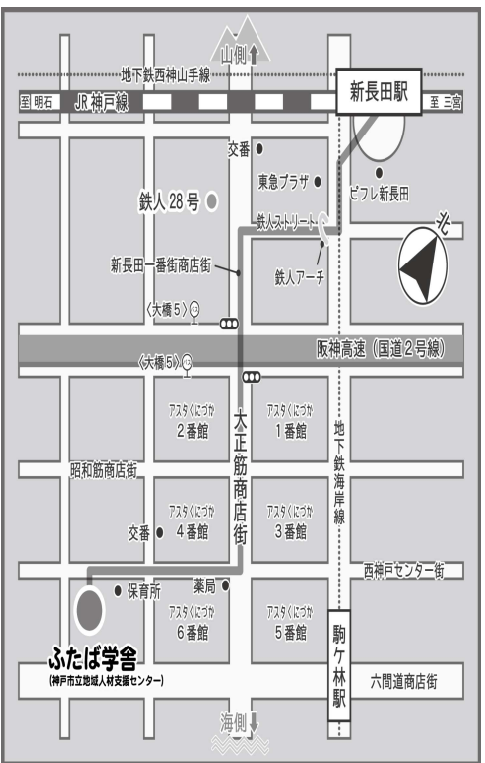 山側
地下鉄西神山手線
至 明石
JR 神戸線
新長田駅
至 三宮
交番
東急プラザ
ピフレ新長田
鉄人 28 号
鉄人ストリート
北
新長田一番街商店街
鉄人アーチ
〈大橋5〉
阪神高速（国道２号線）
〈大橋5〉
アスタくにづか
2 番館
アスタくにづか
1 番館
大正筋商店街
地下鉄海岸線
昭和筋商店街
アスタくにづか
4 番館
アスタくにづか
3 番館
交番
西神戸センター街
保育所
薬局
アスタくにづか
6 番館
アスタくにづか
5 番館
駒ヶ林駅
ふたば学舎
(神戸市立地域人材支援センター)
六間道商店街
海側